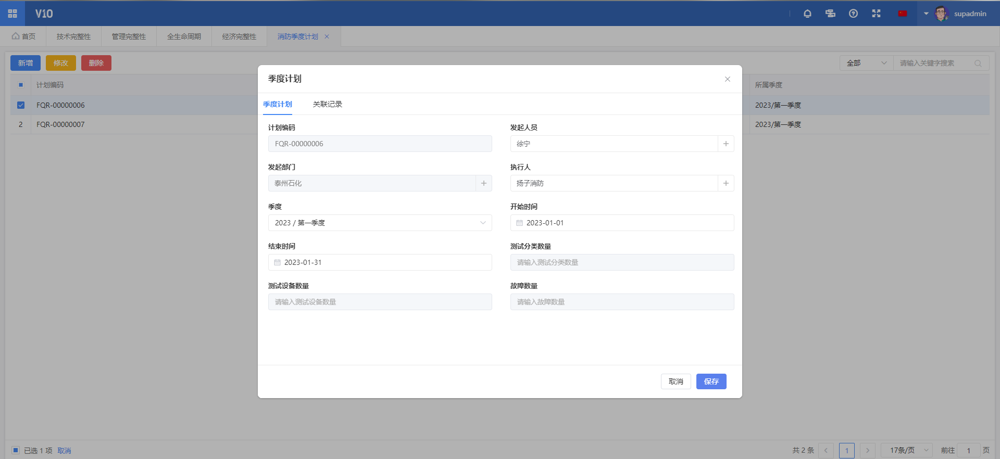 V10
supadmin
首页
技术完整性
管理完整性
全生命周期
经济完整性
消防季度计划
新增
修改
删除
全部
请输入关键字搜索
计划编码
所属季度
FQR-00000006
2023/第一季度
2
FQR-00000007
2023/第一季度
季度计划
季度计划
关联记录
计划编码
发起人员
FQR-00000006
徐宁
发起部门
执行人
泰州石化
扬子消防
季度
开始时间
2023 / 第一季度
2023-01-01
结束时间
测试分类数量
2023-01-31
请输入测试分类数量
测试设备数量
故障数量
请输入测试设备数量
请输入故障数量
取消
保存
已选 1 项 取消
共 2 条
1
17条/页
前往 1 页